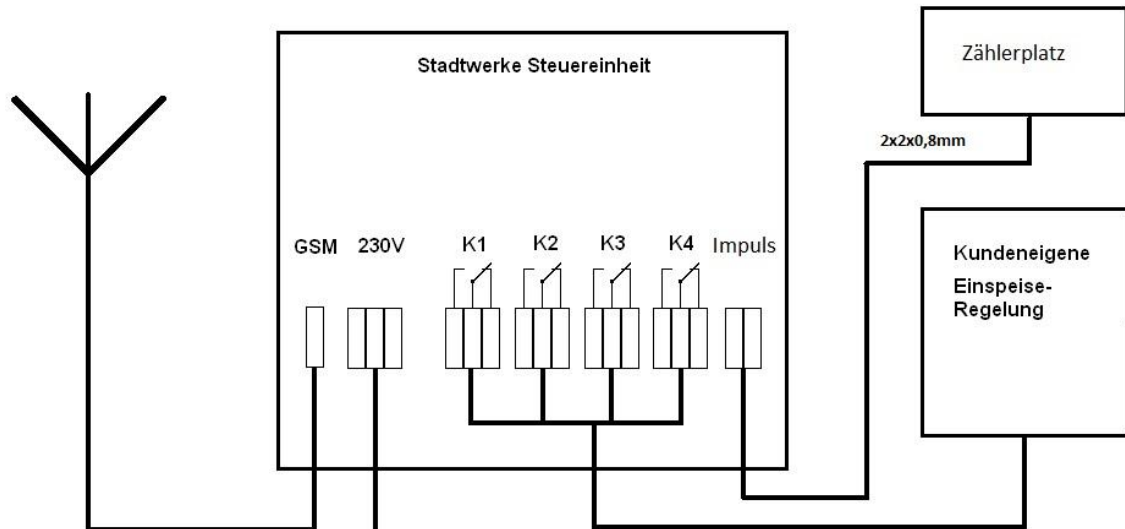 Stadtwerke Steuereinheit
Zählerplatz
2x2x0,8mm
GSM 230V K1 K2 K3 K4 Impuls
Kundeneigene
Einspeise-
Regelung